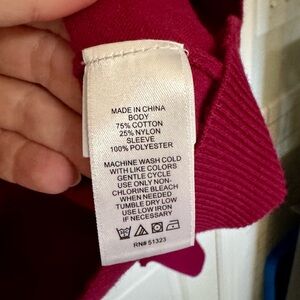 MADE IN CHINA
BODY
75% COTTON
25% NYLON
SLEEVE
100% POLYESTER
MACHINE WASH COLD
WITH LIKE COLORS
GENTLE CYCLE
USE ONLY NON-
CHLORINE BLEACH
WHEN NEEDED
TUMBLE DRY LOW
USE LOW IRON
IF NECESSARY
RN# 51323